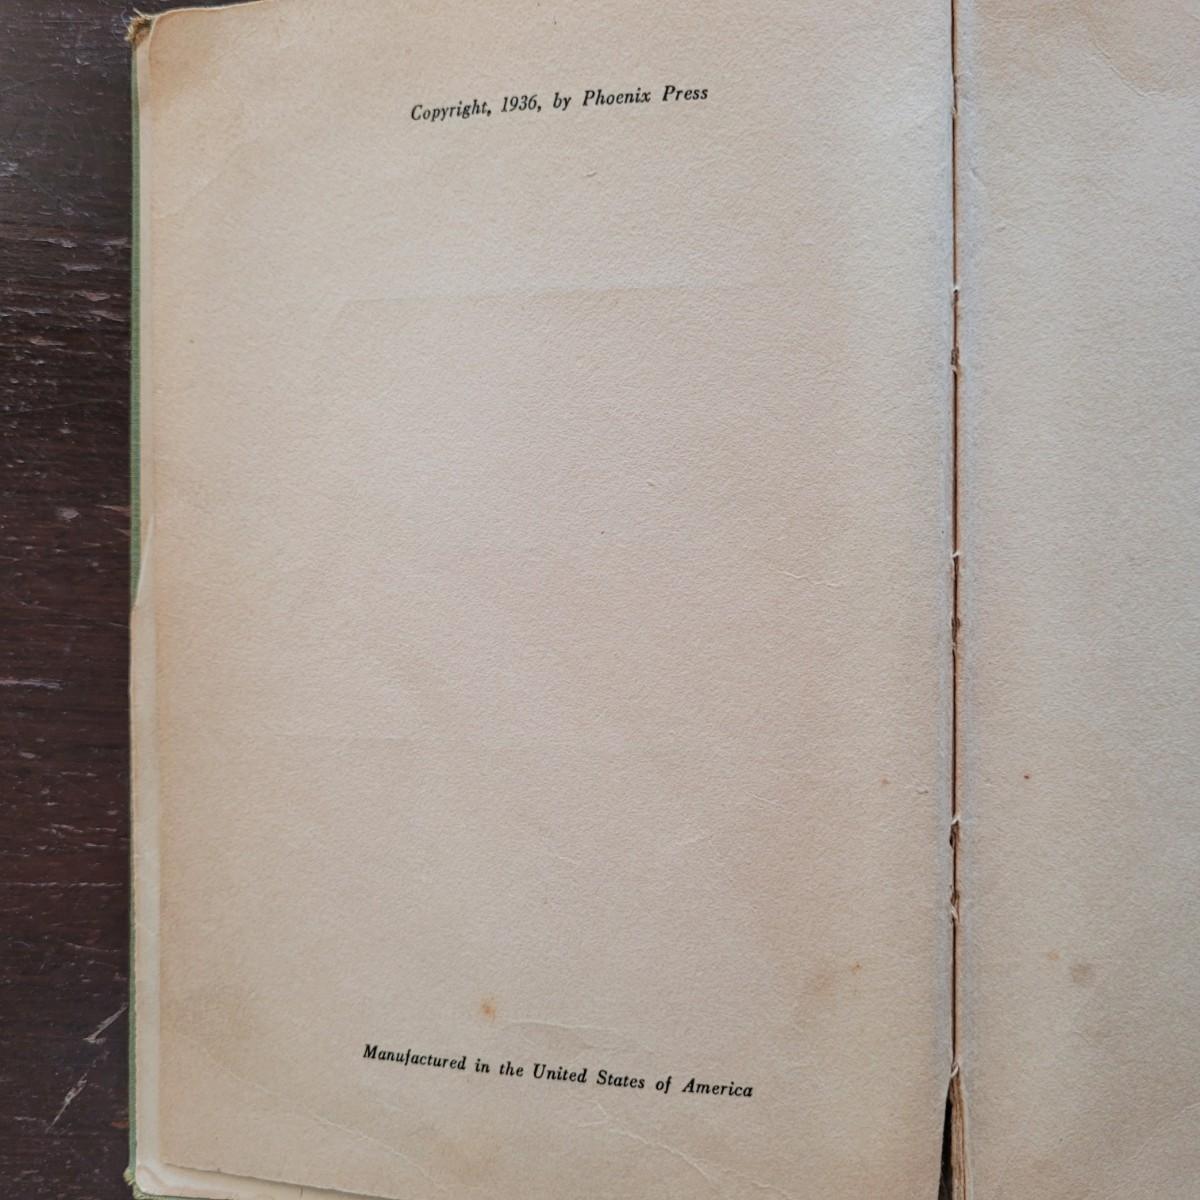 Copyright, 1936, by Phoenix Press
Manufactured in the United States of America